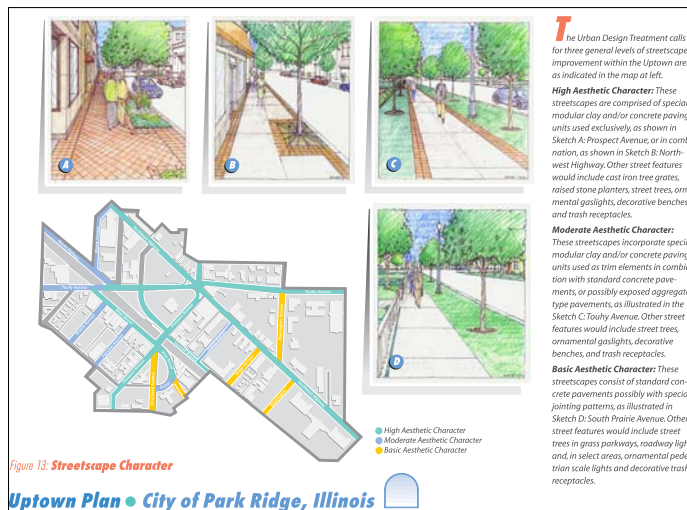 The Urban Design Treatment calls
for three general levels of streetscape
improvement within the Uptown area
as indicated in the map at left.
High Aesthetic Character: These
streetscapes are comprised of special
modular clay and/or concrete paving
units used exclusively, as shown in
Sketch A: Prospect Avenue, or in combi
nation, as shown in Sketch B: North-
west Highway. Other street features
would include cast iron tree grates,
raised stone planters, street trees, orn
mental gaslights, decorative benches
and trash receptacles.
Moderate Aesthetic Character:
These streetscapes incorporate specia
modular clay and/or concrete paving
units used as trim elements in combin
tion with standard concrete pave-
ments, or possibly exposed aggregate
type pavements, as illustrated in the
Sketch C: Touhy Avenue. Other street
features would include street trees,
ornamental gaslights, decorative
benches, and trash receptacles.
Basic Aesthetic Character: These
streetscapes consist of standard con-
crete pavements possibly with special
jointing patterns, as illustrated in
Sketch D: South Prairie Avenue. Other
street features would include street
trees in grass parkways, roadway ligh
and, in select areas, ornamental pede
trian scale lights and decorative trash
receptacles.
A
B
C
D
Touhy Avenue
Touhy Avenue
High Aesthetic Character
Moderate Aesthetic Character
Basic Aesthetic Character
Figure 13: Streetscape Character
Uptown Plan ● City of Park Ridge, Illinois